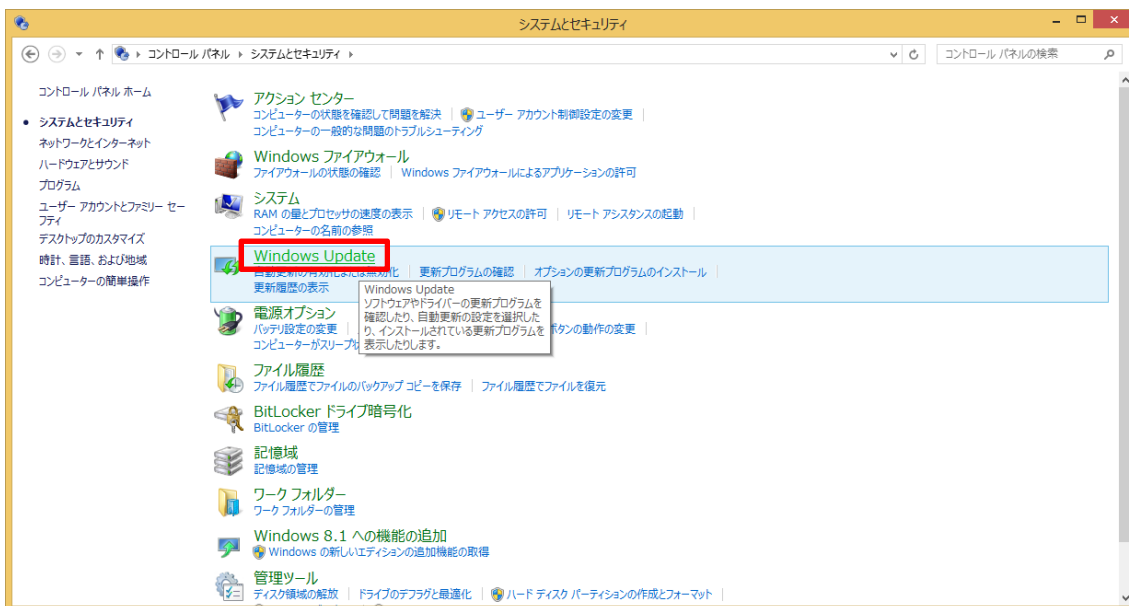 システムとセキュリティ
コントロール パネル システムとセキュリティ
コントロール パネルの検索
コントロール パネル ホーム
システムとセキュリティ
ネットワークとインターネット
ハードウェアとサウンド
プログラム
ユーザー アカウントとファミリー セー
フティ
デスクトップのカスタマイズ
時計、言語、および地域
コンピューターの簡単操作
アクション センター
コンピューターの状態を確認して問題を解決 ユーザー アカウント制御設定の変更
コンピューターの一般的な問題のトラブルシューティング
Windows ファイアウォール
ファイアウォールの状態の確認 Windows ファイアウォールによるアプリケーションの許可
システム
RAM の量とプロセッサの速度の表示 リモート アクセスの許可 リモート アシスタンスの起動
コンピューターの名前の参照
Windows Update
自動更新の有効化または無効化 更新プログラムの確認 オプションの更新プログラムのインストール
更新履歴の表示
Windows Update
ソフトウェアやドライバーの更新プログラムを
確認したり、自動更新の設定を選択した
り、インストールされている更新プログラムを
表示したりします。
電源オプション
バッテリ設定の変更 ボタンの動作の変更
コンピューターがスリープ
ファイル履歴
ファイル履歴でファイルのバックアップ コピーを保存 ファイル履歴でファイルを復元
BitLocker ドライブ暗号化
BitLocker の管理
記憶域
記憶域の管理
ワーク フォルダー
ワーク フォルダーの管理
Windows 8.1 への機能の追加
Windows の新しいエディションの追加機能の取得
管理ツール
ディスク領域の解放 ドライブのデフラグと最適化 ハード ディスク パーティションの作成とフォーマット